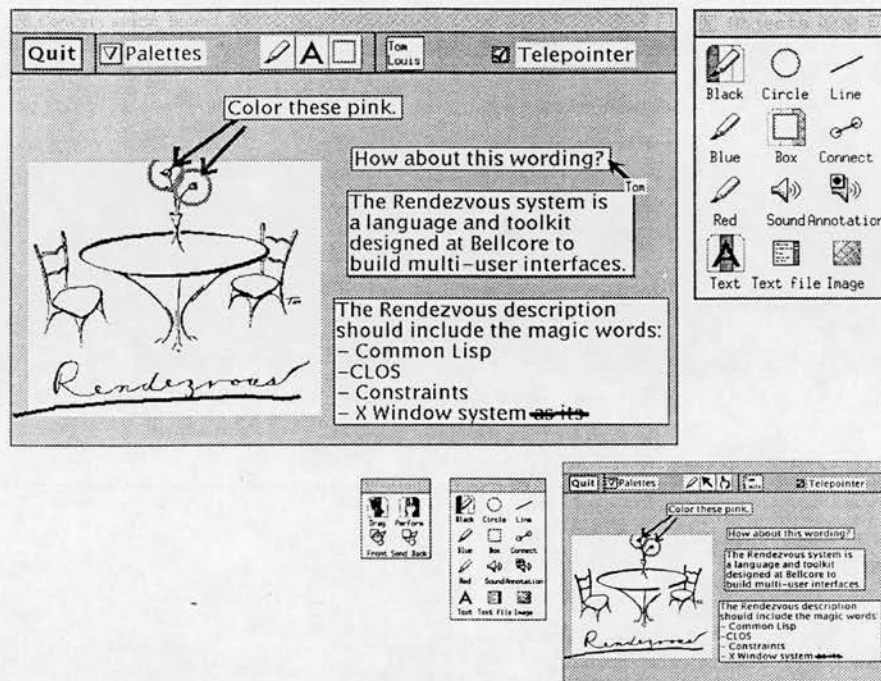 Quit Palettes A Tom Louis Telepointer
Color these pink.
How about this wording?
Tom
The Rendezvous system is
a language and toolkit
designed at Bellcore to
build multi-user interfaces.
The Rendezvous description
should include the magic words:
- Common Lisp
-CLOS
- Constraints
- X Window system as its
Rendezvous
Objects
Black Circle Line
Blue Box Connect
Red Sound Annotation
A
Text Text file Image
Drag Perform
Front Send Back
Black Circle Line
Blue Box Connect
Red Sound Annotation
A
Text Text file Image
Quit Palettes Telepointer
Color these pink.
How about this wording?
The Rendezvous system is
a language and toolkit
designed at Bellcore to
build multi-user interfaces.
The Rendezvous description
should include the magic words:
- Common Lisp
-CLOS
- Constraints
- X Window system as its
Rendezvous